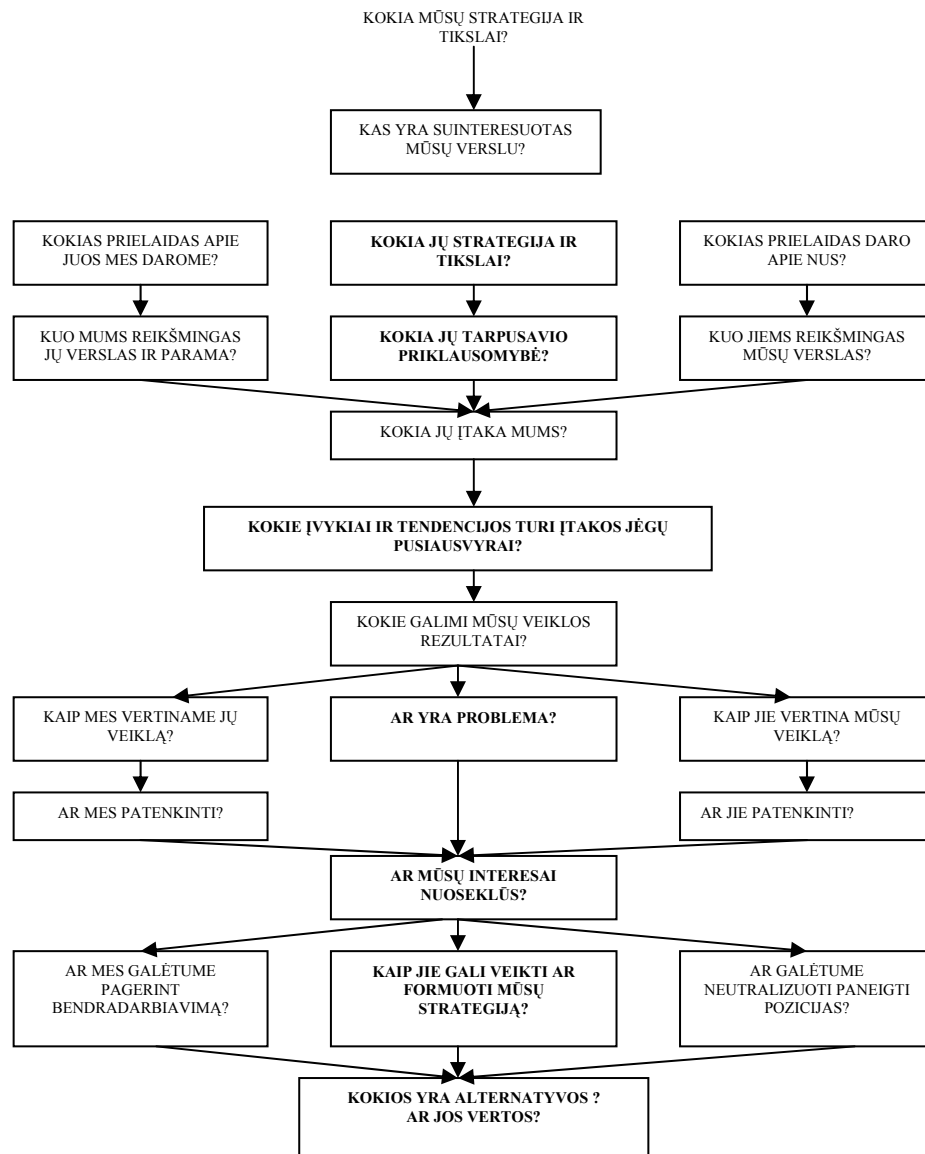 KOKIA MŪSŲ STRATEGIJA IR
TIKSLAI?
KAS YRA SUINTERESUOTAS
MŪSŲ VERSLU?
KOKIAS PRIELAIDAS APIE
JUOS MES DAROME?
KOKIA JŲ STRATEGIJA IR
TIKSLAI?
KOKIAS PRIELAIDAS DARO
APIE NUS?
KUO MUMS REIKŠMINGAS
JŲ VERSLAS IR PARAMA?
KOKIA JŲ TARPUSAVIO
PRIKLAUSOMYBĖ?
KUO JIEMS REIKŠMINGAS
MŪSŲ VERSLAS?
KOKIA JŲ ĮTAKA MUMS?
KOKIE ĮVYKIAI IR TENDENCIJOS TURI ĮTAKOS JĖGŲ
PUSIAUSVYRAI?
KOKIE GALIMI MŪSŲ VEIKLOS
REZULTATAI?
KAIP MES VERTINAME JŲ
VEIKLĄ?
AR YRA PROBLEMA?
KAIP JIE VERTINA MŪSŲ
VEIKLĄ?
AR MES PATENKINTI?
AR JIE PATENKINTI?
AR MŪSŲ INTERESAI
NUOSEKLŪS?
AR MES GALĖTUME
PAGERINT
BENDRADARBIAVIMĄ?
KAIP JIE GALI VEIKTI AR
FORMUOTI MŪSŲ
STRATEGIJĄ?
AR GALĖTUME
NEUTRALIZUOTI PANEIGTI
POZICIJAS?
KOKIOS YRA ALTERNATYVOS ?
AR JOS VERTOS?